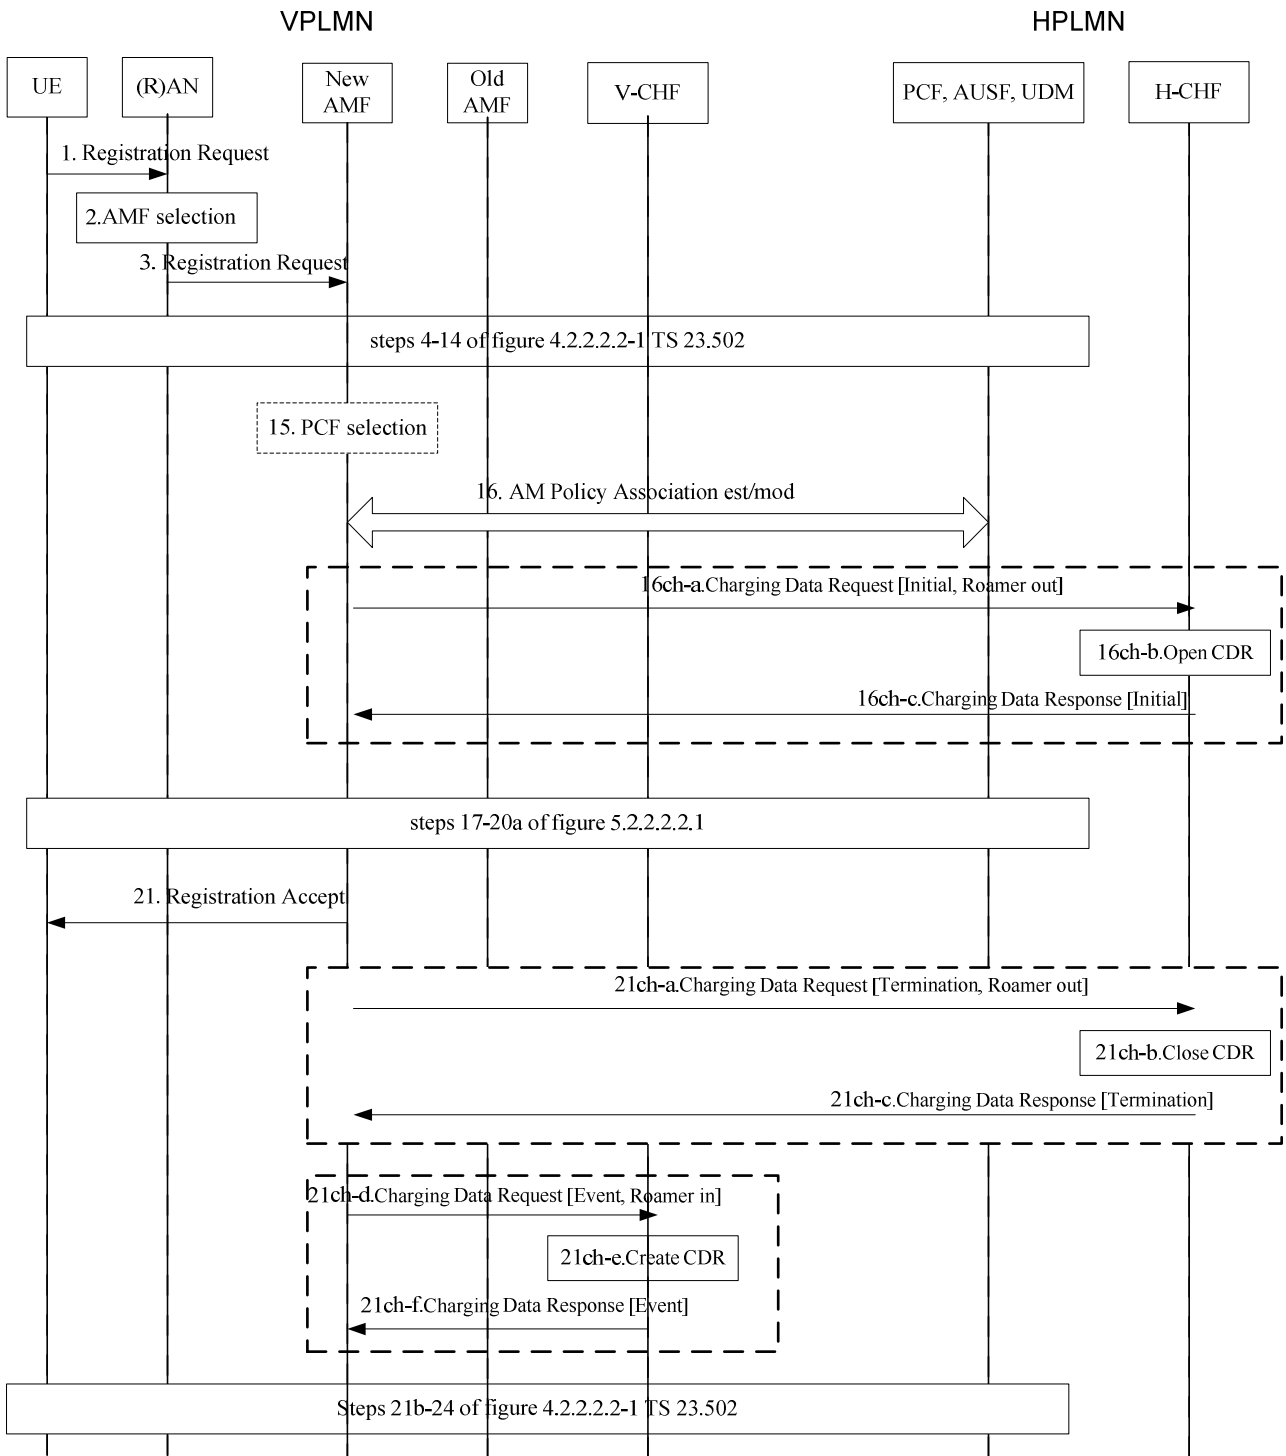 VPLMN
HPLMN
UE
(R)AN
New
AMF
Old
AMF
V-CHF
PCF, AUSF, UDM
H-CHF
1. Registration Request
2.AMF selection
3. Registration Request
steps 4-14 of figure 4.2.2.2.2-1 TS 23.502
15. PCF selection
16. AM Policy Association est/mod
16ch-a.Charging Data Request [Initial, Roamer out]
16ch-b.Open CDR
16ch-c.Charging Data Response [Initial]
steps 17-20a of figure 5.2.2.2.2.1
21. Registration Accept
21ch-a.Charging Data Request [Termination, Roamer out]
21ch-b.Close CDR
21ch-c.Charging Data Response [Termination]
21ch-d.Charging Data Request [Event, Roamer in]
21ch-e.Create CDR
21ch-f.Charging Data Response [Event]
Steps 21b-24 of figure 4.2.2.2.2-1 TS 23.502